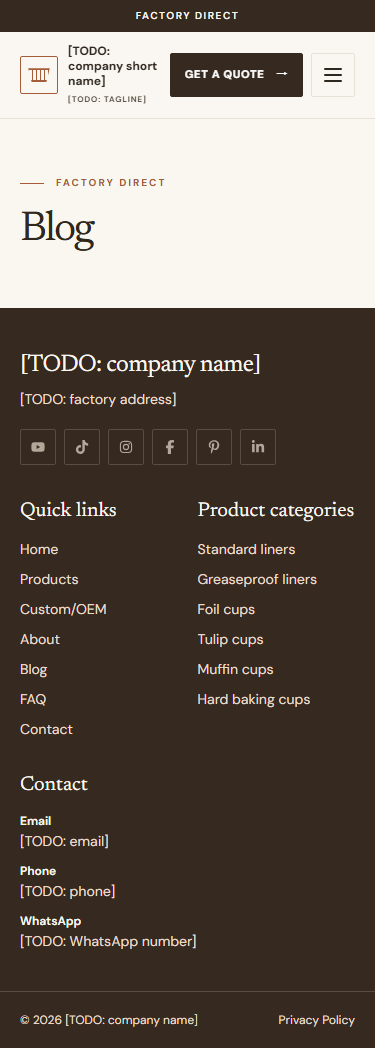 FACTORY DIRECT
[TODO:
company short
name]
[TODO: TAGLINE]
GET A QUOTE →
FACTORY DIRECT
Blog
[TODO: company name]
[TODO: factory address]
Quick links
Home
Products
Custom/OEM
About
Blog
FAQ
Contact
Product categories
Standard liners
Greaseproof liners
Foil cups
Tulip cups
Muffin cups
Hard baking cups
Contact
Email
[TODO: email]
Phone
[TODO: phone]
WhatsApp
[TODO: WhatsApp number]
© 2026 [TODO: company name]
Privacy Policy